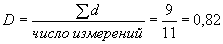 D = ∑d / число измерений = 9 / 11 = 0,82